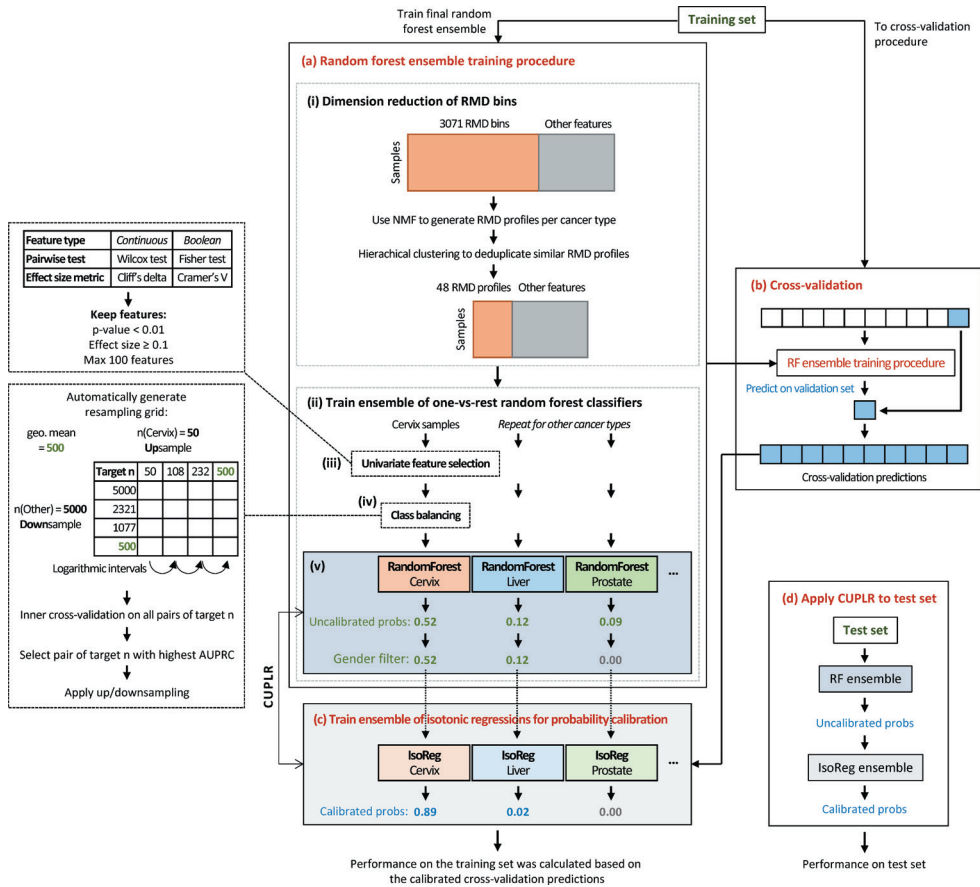 Train final random
forest ensemble
Training set
To cross-validation
procedure
(a) Random forest ensemble training procedure
(i) Dimension reduction of RMD bins
3071 RMD bins
Other features
Samples
Use NMF to generate RMD profiles per cancer type
Hierachical clustering to deduplicate similar RMD profiles
48 RMD profiles
Other features
Samples
Feature type Continuous Boolean
Pairwise test Wilcox test Fisher test
Effect size metric Cliff's delta Cramer's V
Keep features:
p-value < 0.01
Effect size ≥ 0.1
Max 100 features
Automatically generate
resampling grid:
geo. mean
= 500
n(Cervix) = 50
Upsample
Target n 50 108 232 500
5000
2321
1077
500
n(Other) = 5000
Downsample
Logarithmic intervals
Inner cross-validation on all pairs of target n
Select pair of target n with highest AUPRC
Apply up/downsampling
(ii) Train ensemble of one-vs-rest random forest classifiers
Cervix samples
Repeat for other cancer types
(iii)
Univariate feature selection
(iv)
Class balancing
(v)
RandomForest
Cervix
RandomForest
Liver
RandomForest
Prostate
...
Uncalibrated probs: 0.52 0.12 0.09
Gender filter: 0.52 0.12 0.00
CUPLR
(c) Train ensemble of isotonic regressions for probability calibration
IsoReg
Cervix
IsoReg
Liver
IsoReg
Prostate
...
Calibrated probs: 0.89 0.02 0.00
Performance on the training set was calculated based on
the calibrated cross-validation predictions
(b) Cross-validation
RF ensemble training procedure
Predict on validation set
Cross-validation predictions
(d) Apply CUPLR to test set
Test set
RF ensemble
Uncalibrated probs
IsoReg ensemble
Calibrated probs
Performance on test set